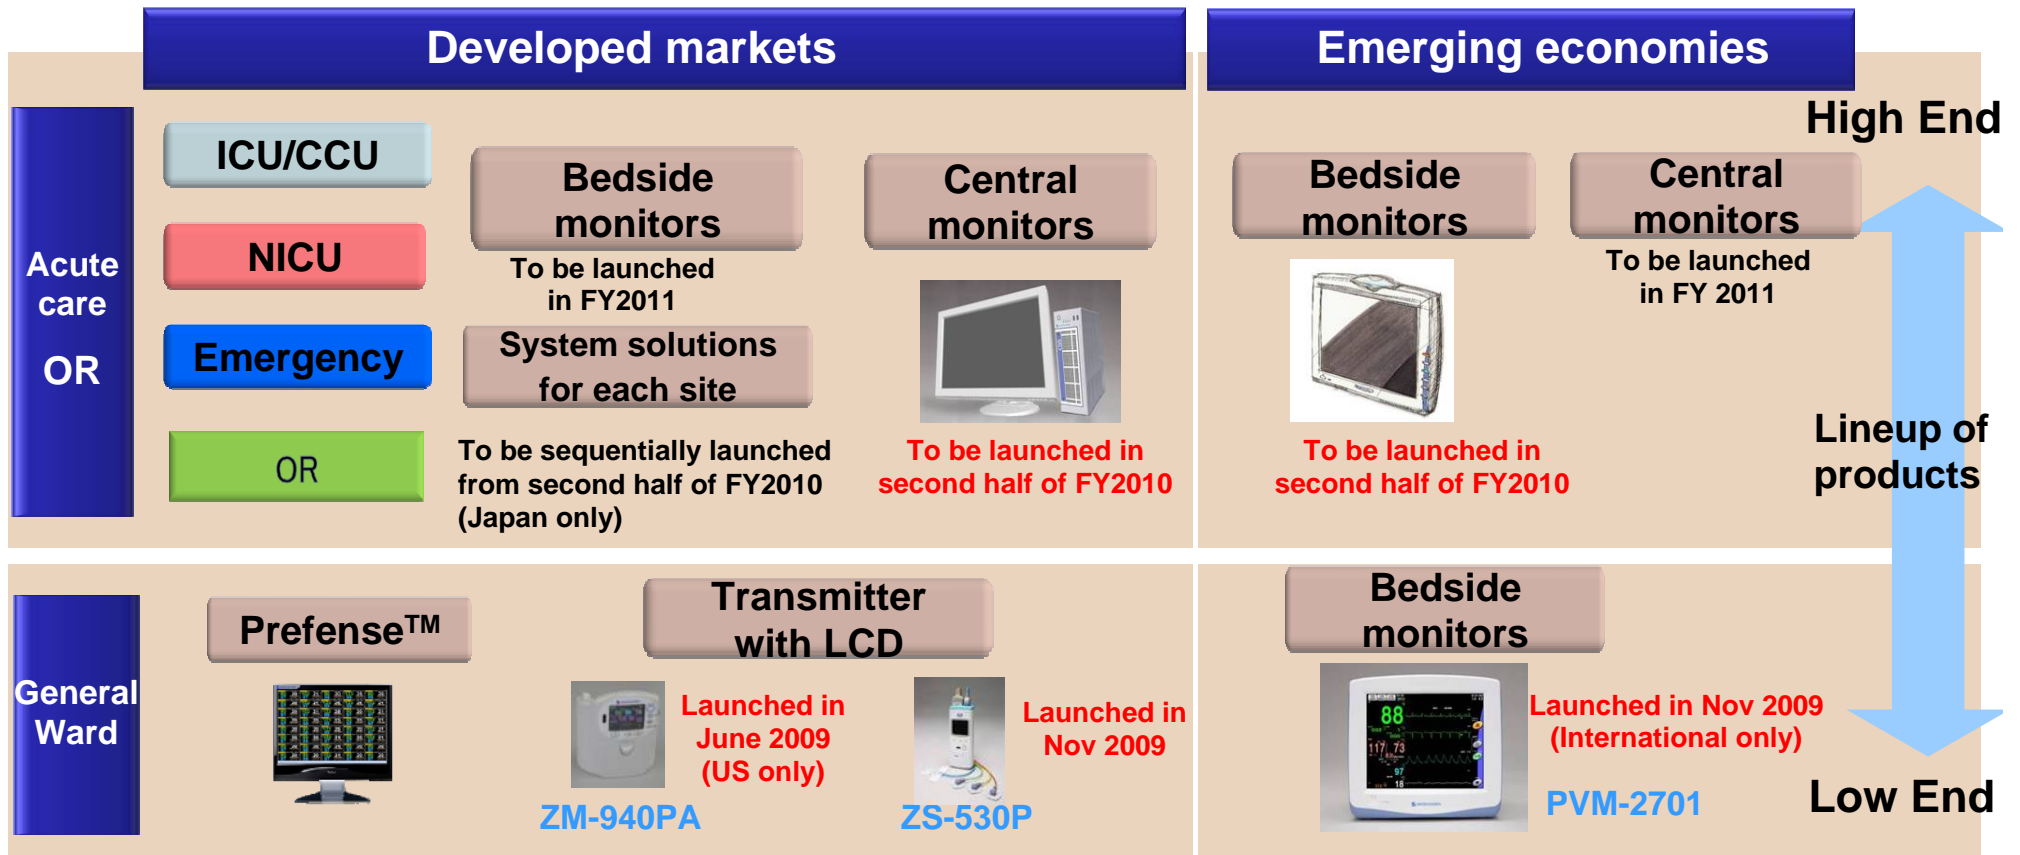 Developed markets
Emerging economies
High End
Acute
care
OR
ICU/CCU
NICU
Emergency
OR
Bedside
monitors
To be launched
in FY2011
System solutions
for each site
To be sequentially launched
from second half of FY2010
(Japan only)
Central
monitors
To be launched in
second half of FY2010
Bedside
monitors
To be launched in
second half of FY2010
Central
monitors
To be launched
in FY 2011
Lineup of
products
General
Ward
Prefense™
Transmitter
with LCD
Launched in
June 2009
(US only)
ZM-940PA
Launched in
Nov 2009
ZS-530P
Bedside
monitors
88
117 73
97
18
Launched in Nov 2009
(International only)
PVM-2701
Low End